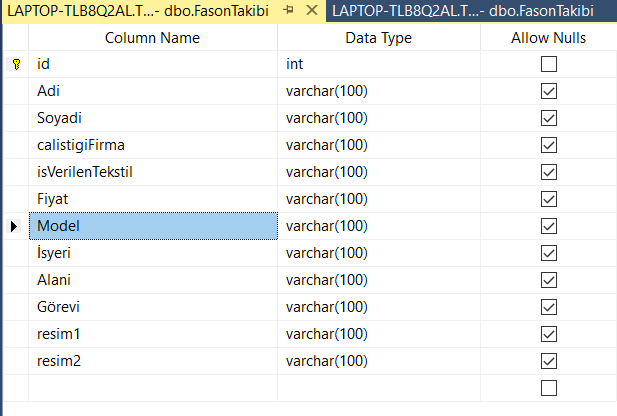 LAPTOP-TLB8Q2AL.T...- dbo.FasonTakibi LAPTOP-TLB8Q2AL.T...- dbo.FasonTakibi
Column Name Data Type Allow Nulls
id int
Adi varchar(100)
Soyadi varchar(100)
calistigiFirma varchar(100)
isVerilenTekstil varchar(100)
Fiyat varchar(100)
Model varchar(100)
İsyeri varchar(100)
Alani varchar(100)
Görevi varchar(100)
resim1 varchar(100)
resim2 varchar(100)